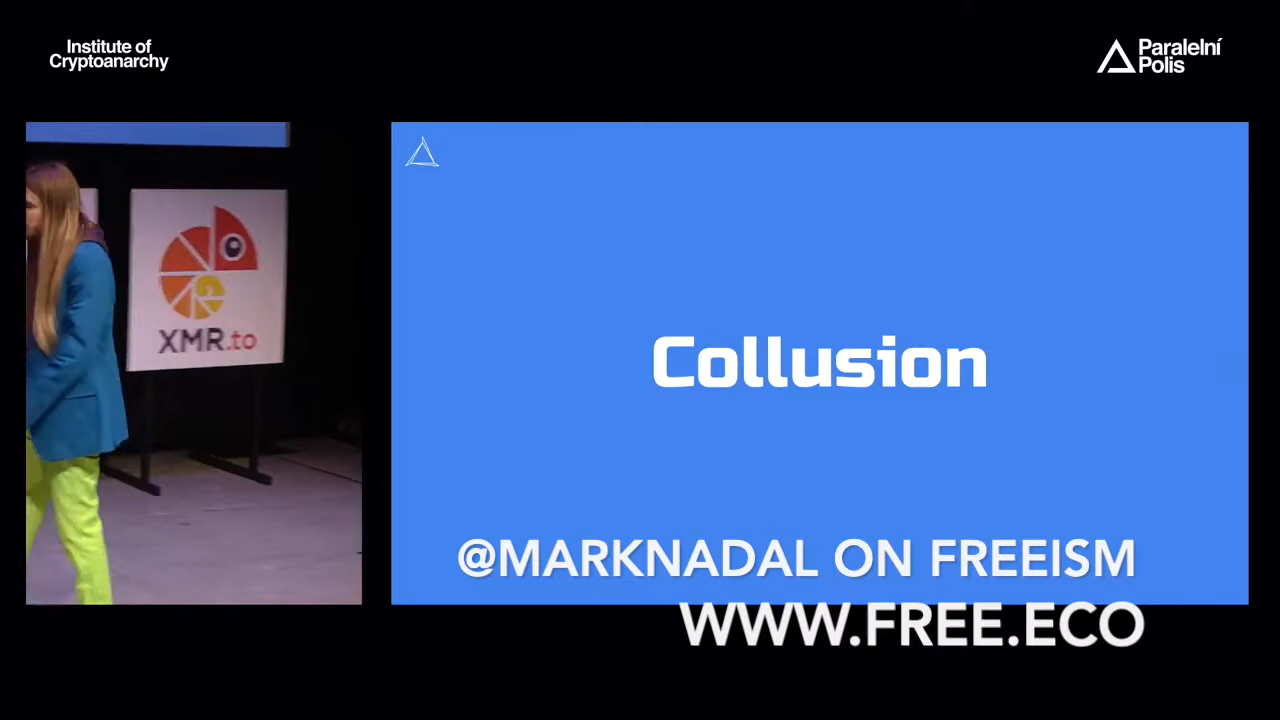 Institute of
Cryptoanarchy
Paralelní
Polis
XMR.to
Collusion
@MARKNADAL ON FREEISM
WWW.FREE.ECO